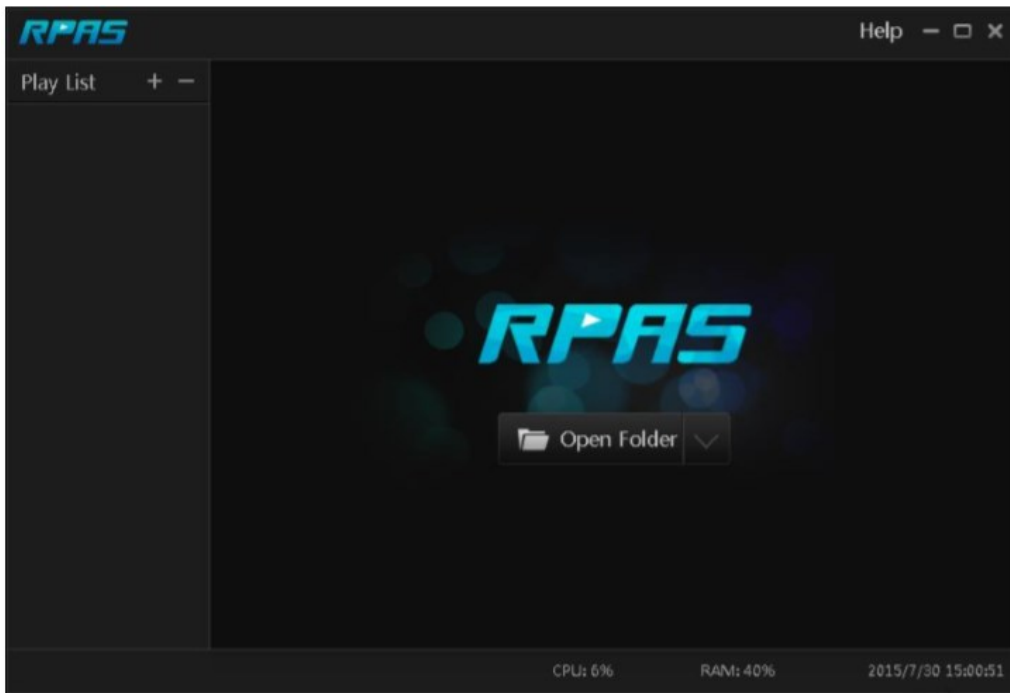 RPAS
Help
Play List + -
RPAS
Open Folder
CPU: 6% RAM: 40% 2015/7/30 15:00:51